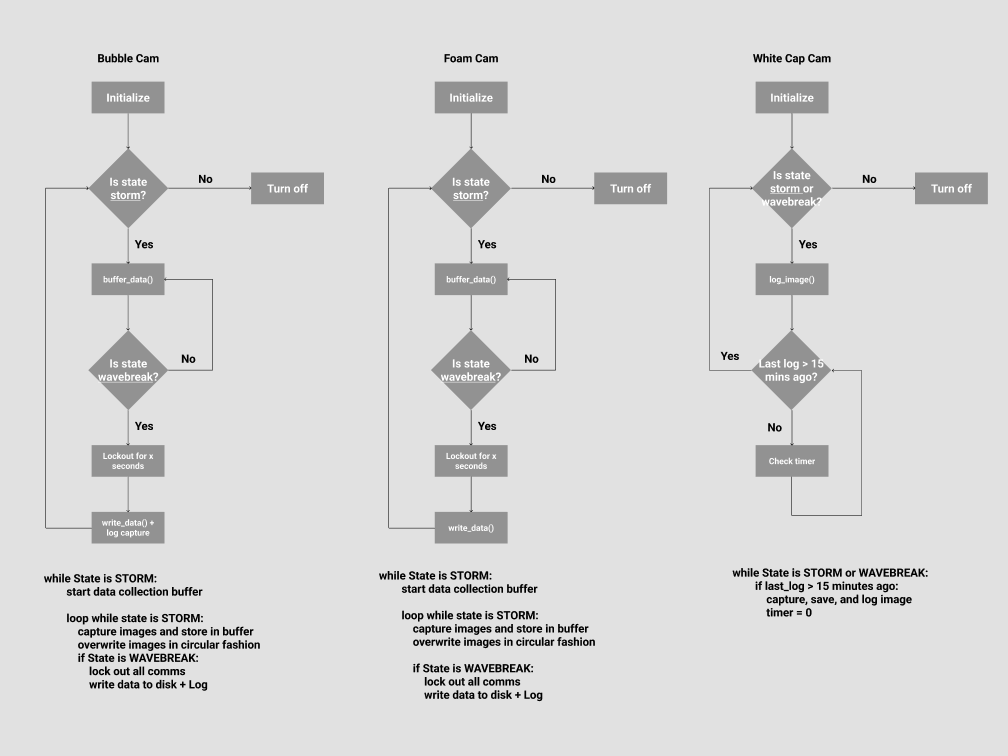 Bubble Cam
Initialize
Is state
storm?
No
Turn off
Yes
buffer_data()
Is state
wavebreak?
No
Yes
Lockout for x
seconds
write_data() +
log capture
while State is STORM:
start data collection buffer
loop while state is STORM:
capture images and store in buffer
overwrite images in circular fashion
if State is WAVEBREAK:
lock out all comms
write data to disk + Log
Foam Cam
Initialize
Is state
storm?
No
Turn off
Yes
buffer_data()
Is state
wavebreak?
No
Yes
Lockout for x
seconds
write_data()
while State is STORM:
start data collection buffer
loop while state is STORM:
capture images and store in buffer
overwrite images in circular fashion
if State is WAVEBREAK:
lock out all comms
write data to disk + Log
White Cap Cam
Initialize
Is state
storm or
wavebreak?
No
Turn off
Yes
log_image()
Last log > 15
mins ago?
Yes
No
Check timer
while State is STORM or WAVEBREAK:
if last_log > 15 minutes ago:
capture, save, and log image
timer = 0